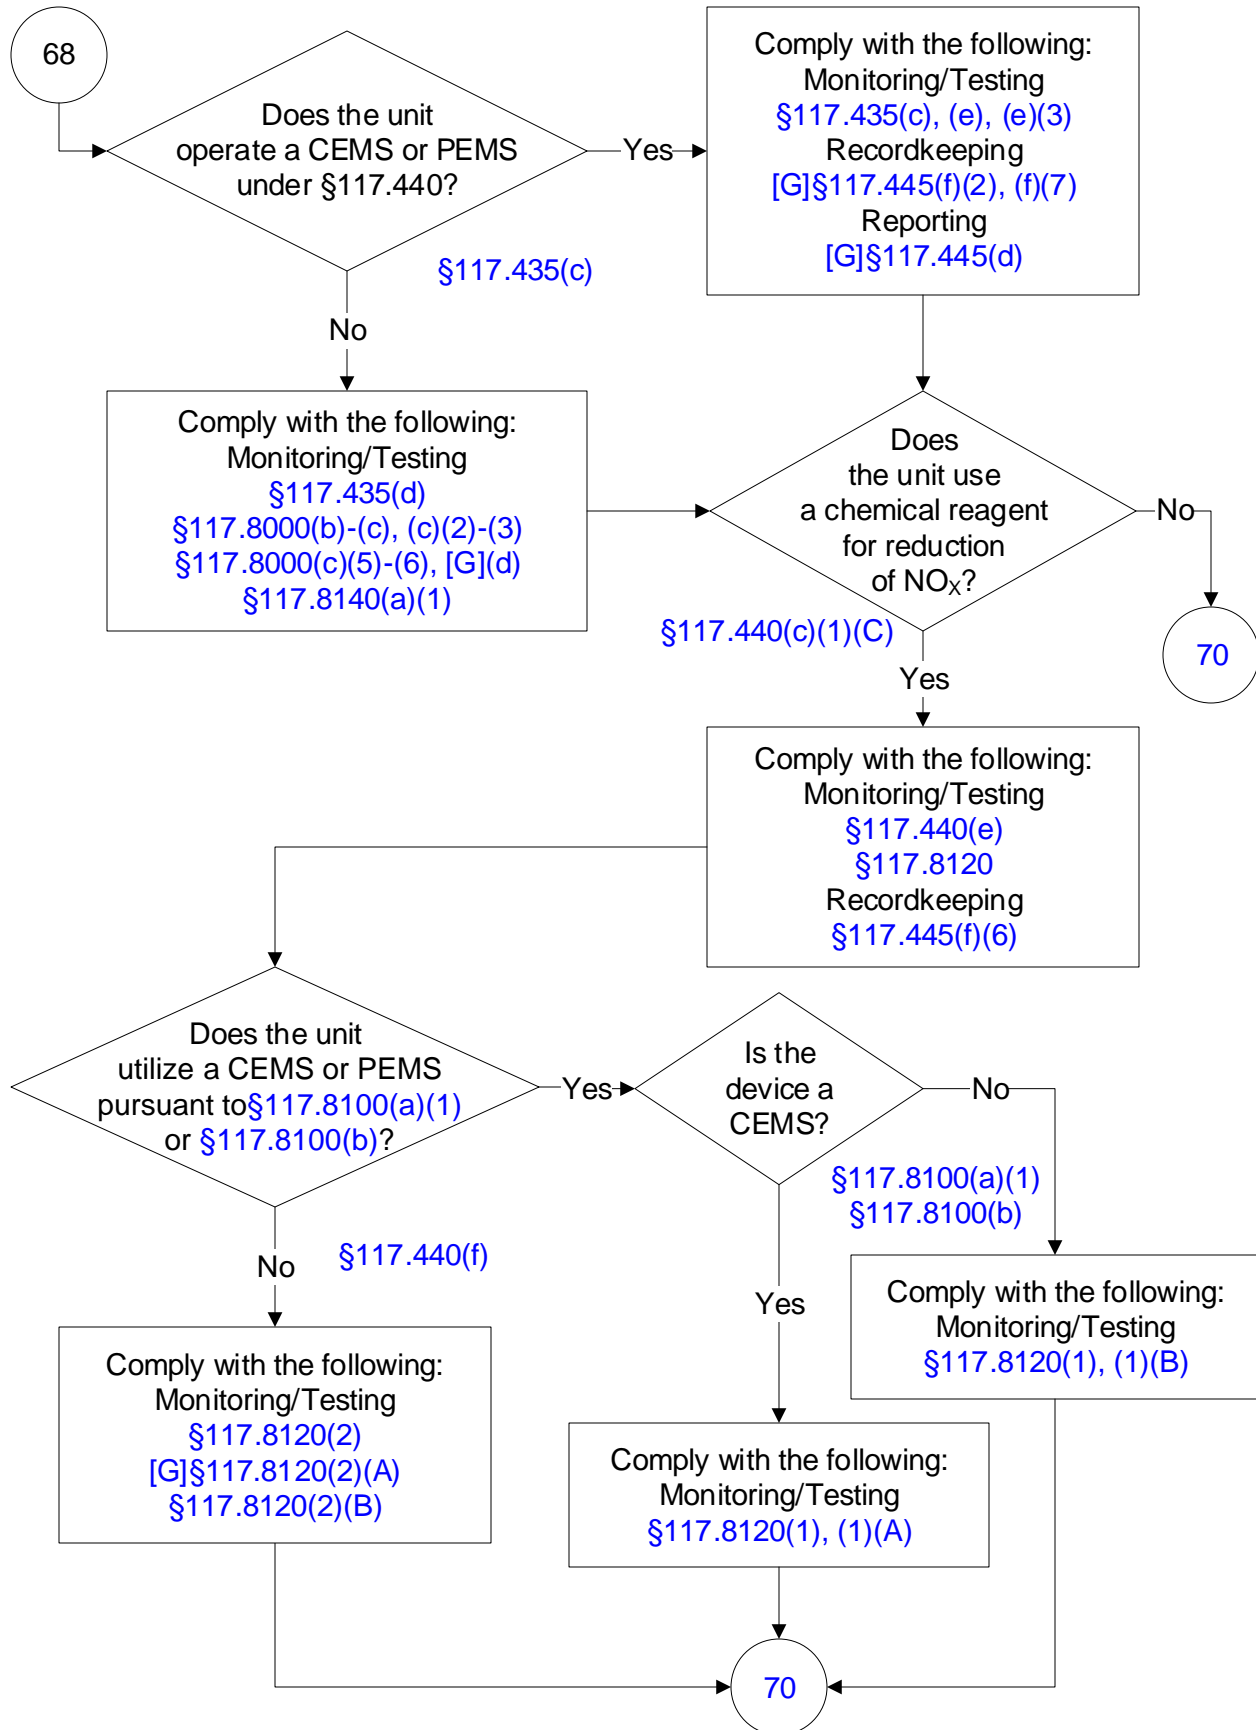 68
Does the unit
operate a CEMS or PEMS
under §117.440?
Yes
Comply with the following:
Monitoring/Testing
§117.435(c), (e), (e)(3)
Recordkeeping
[G]§117.445(f)(2), (f)(7)
Reporting
[G]§117.445(d)
§117.435(c)
No
Comply with the following:
Monitoring/Testing
§117.435(d)
§117.8000(b)-(c), (c)(2)-(3)
§117.8000(c)(5)-(6), [G](d)
§117.8140(a)(1)
Does
the unit use
a chemical reagent
for reduction
of NOX?
No
70
§117.440(c)(1)(C)
Yes
Comply with the following:
Monitoring/Testing
§117.440(e)
§117.8120
Recordkeeping
§117.445(f)(6)
Does the unit
utilize a CEMS or PEMS
pursuant to§117.8100(a)(1)
or §117.8100(b)?
Yes
Is the
device a
CEMS?
No
§117.8100(a)(1)
§117.8100(b)
§117.440(f)
No
Yes
Comply with the following:
Monitoring/Testing
§117.8120(1), (1)(B)
Comply with the following:
Monitoring/Testing
§117.8120(2)
[G]§117.8120(2)(A)
§117.8120(2)(B)
Comply with the following:
Monitoring/Testing
§117.8120(1), (1)(A)
70